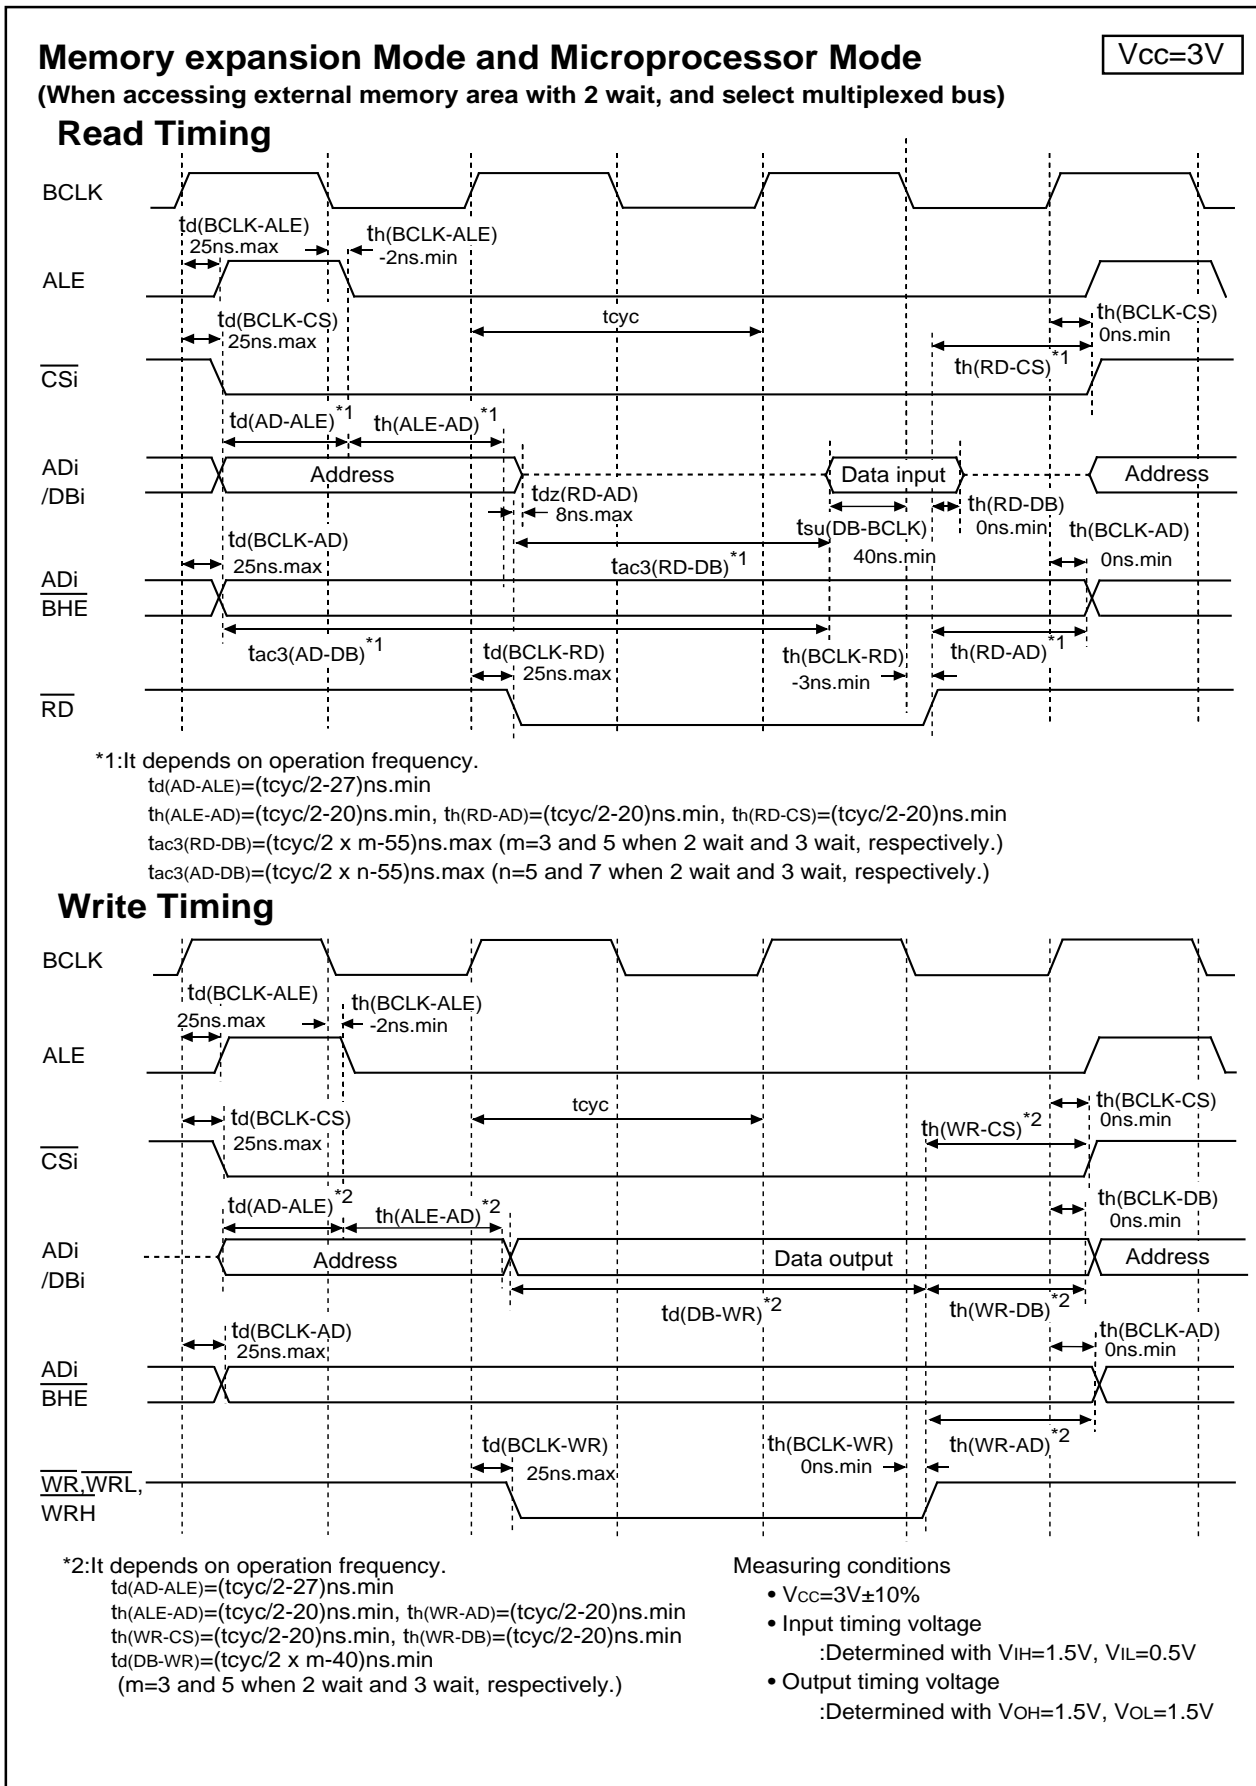 Memory expansion Mode and Microprocessor Mode
Vcc=3V
(When accessing external memory area with 2 wait, and select multiplexed bus)
Read Timing
BCLK
td(BCLK-ALE)
25ns.max
th(BCLK-ALE)
-2ns.min
ALE
td(BCLK-CS)
25ns.max
tcyc
th(BCLK-CS)
0ns.min
CSi
th(RD-CS)*1
td(AD-ALE)*1
th(ALE-AD)*1
ADi
/DBi
Address
Data input
Address
tdz(RD-AD)
8ns.max
th(RD-DB)
0ns.min
tsu(DB-BCLK)
40ns.min
th(BCLK-AD)
0ns.min
td(BCLK-AD)
25ns.max
tac3(RD-DB)*1
ADi
BHE
tac3(AD-DB)*1
td(BCLK-RD)
25ns.max
th(BCLK-RD)
-3ns.min
th(RD-AD)*1
RD
*1:It depends on operation frequency.
td(AD-ALE)=(tcyc/2-27)ns.min
th(ALE-AD)=(tcyc/2-20)ns.min, th(RD-AD)=(tcyc/2-20)ns.min, th(RD-CS)=(tcyc/2-20)ns.min
tac3(RD-DB)=(tcyc/2 x m-55)ns.max (m=3 and 5 when 2 wait and 3 wait, respectively.)
tac3(AD-DB)=(tcyc/2 x n-55)ns.max (n=5 and 7 when 2 wait and 3 wait, respectively.)
Write Timing
BCLK
td(BCLK-ALE)
25ns.max
th(BCLK-ALE)
-2ns.min
ALE
td(BCLK-CS)
25ns.max
tcyc
th(BCLK-CS)
0ns.min
th(WR-CS)*2
CSi
td(AD-ALE)*2
th(ALE-AD)*2
th(BCLK-DB)
0ns.min
ADi
/DBi
Address
Data output
Address
td(DB-WR)*2
th(WR-DB)*2
td(BCLK-AD)
25ns.max
th(BCLK-AD)
0ns.min
ADi
BHE
td(BCLK-WR)
25ns.max
th(BCLK-WR)
0ns.min
th(WR-AD)*2
WR,WRL,
WRH
*2:It depends on operation frequency.
td(AD-ALE)=(tcyc/2-27)ns.min
th(ALE-AD)=(tcyc/2-20)ns.min, th(WR-AD)=(tcyc/2-20)ns.min
th(WR-CS)=(tcyc/2-20)ns.min, th(WR-DB)=(tcyc/2-20)ns.min
td(DB-WR)=(tcyc/2 x m-40)ns.min
(m=3 and 5 when 2 wait and 3 wait, respectively.)
Measuring conditions
• VCC=3V±10%
• Input timing voltage
:Determined with VIH=1.5V, VIL=0.5V
• Output timing voltage
:Determined with VOH=1.5V, VOL=1.5V